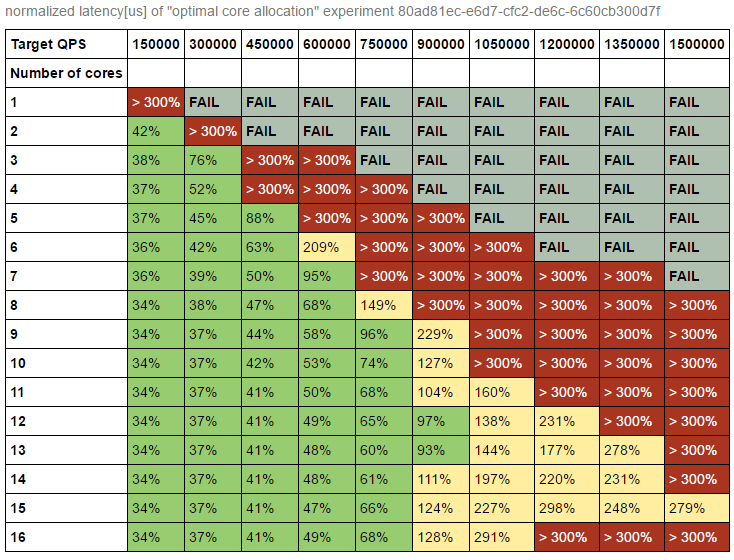 normalized latency[us] of "optimal core allocation" experiment 80ad81ec-e6d7-cfc2-de6c-6c60cb300d7f
Target QPS 150000 300000 450000 600000 750000 900000 1050000 1200000 1350000 1500000
Number of cores
1 > 300% FAIL FAIL FAIL FAIL FAIL FAIL FAIL FAIL FAIL
2 42% > 300% FAIL FAIL FAIL FAIL FAIL FAIL FAIL FAIL
3 38% 76% > 300% > 300% FAIL FAIL FAIL FAIL FAIL FAIL
4 37% 52% > 300% > 300% > 300% FAIL FAIL FAIL FAIL FAIL
5 37% 45% 88% > 300% > 300% > 300% FAIL FAIL FAIL FAIL
6 36% 42% 63% 209% > 300% > 300% > 300% FAIL FAIL FAIL
7 36% 39% 50% 95% > 300% > 300% > 300% > 300% > 300% FAIL
8 34% 38% 47% 68% 149% > 300% > 300% > 300% > 300% > 300%
9 34% 37% 44% 58% 96% 229% > 300% > 300% > 300% > 300%
10 34% 37% 42% 53% 74% 127% > 300% > 300% > 300% > 300%
11 34% 37% 41% 50% 68% 104% 160% > 300% > 300% > 300%
12 34% 37% 41% 49% 65% 97% 138% 231% > 300% > 300%
13 34% 37% 41% 48% 60% 93% 144% 177% 278% > 300%
14 34% 37% 41% 48% 61% 111% 197% 220% 231% > 300%
15 34% 37% 41% 47% 66% 124% 227% 298% 248% 279%
16 34% 37% 41% 49% 68% 128% 291% > 300% > 300% > 300%